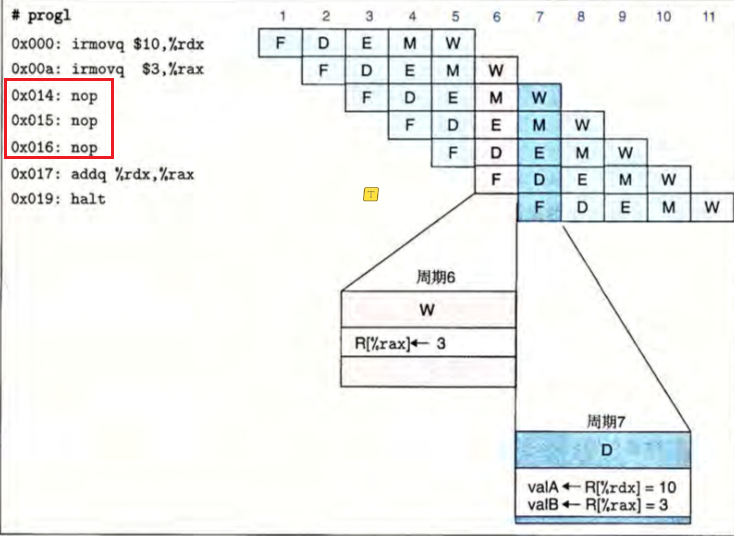 # prog1 1 2 3 4 5 6 7 8 9 10 11
0x000: irmovq $10,%rdx F D E M W
0x00a: irmovq $3,%rax F D E M W
0x014: nop F D E M W
0x015: nop F D E M W
0x016: nop F D E M W
0x017: addq %rdx,%rax F D E M W
0x019: halt F D E M W
T
周期6
W
R[%rax]← 3
周期7
D
valA ← R[%rdx] = 10
valB ← R[%rax] = 3